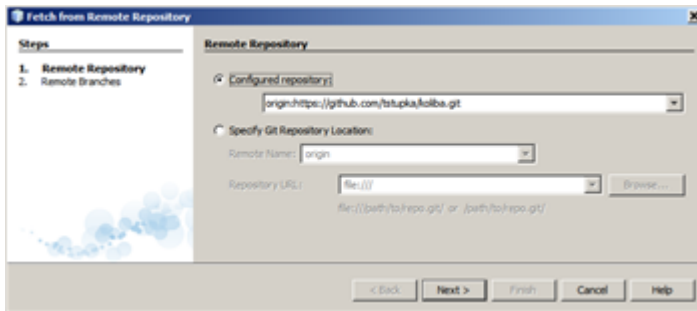 Fetch from Remote Repository
Steps
1. Remote Repository
2. Remote Branches
Remote Repository
Configured repository:
origin:https://github.com/tstupka/koliba.git
Specify Git Repository Location:
Remote Name: origin
Repository URL: file:/// Browse...
file:///path/to/repo.git/ or /path/to/repo.git/
< Back Next > Finish Cancel Help